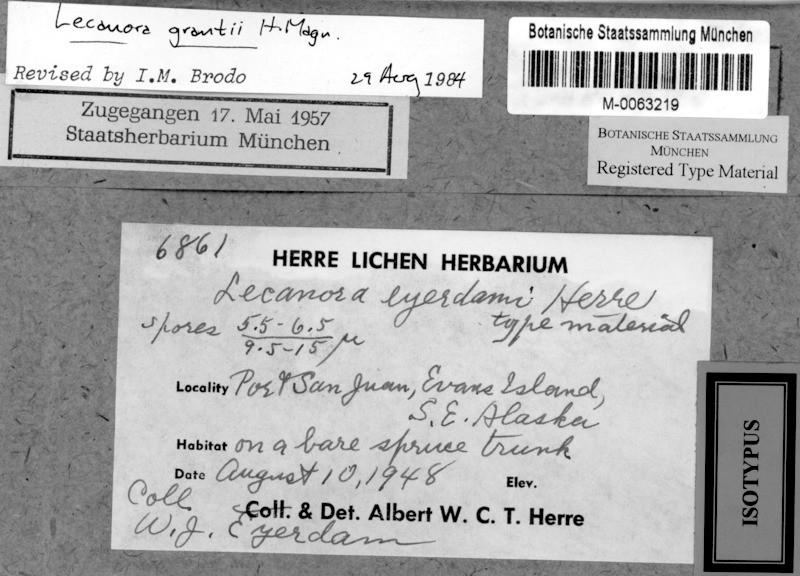 Lecanora grantii H. Magn.
Revised by I.M. Brodo 29 Aug 1984
Botanische Staatssammlung München
M-0063219
Zugegangen 17. Mai 1957
Staatsherbarium München
BOTANISCHE STAATSSAMMLUNG
MÜNCHEN
Registered Type Material
6861
HERRE LICHEN HERBARIUM
Lecanora eyerdami Herre
type material
spores 5.5-6.5
9.5-15 µ
Locality Port San Juan, Evans Island,
S.E. Alaska
Habitat on a bare spruce trunk
Date August 10, 1948 Elev.
Coll.
Coll. & Det. Albert W. C. T. Herre
W. J. Eyerdam
ISOTYPUS